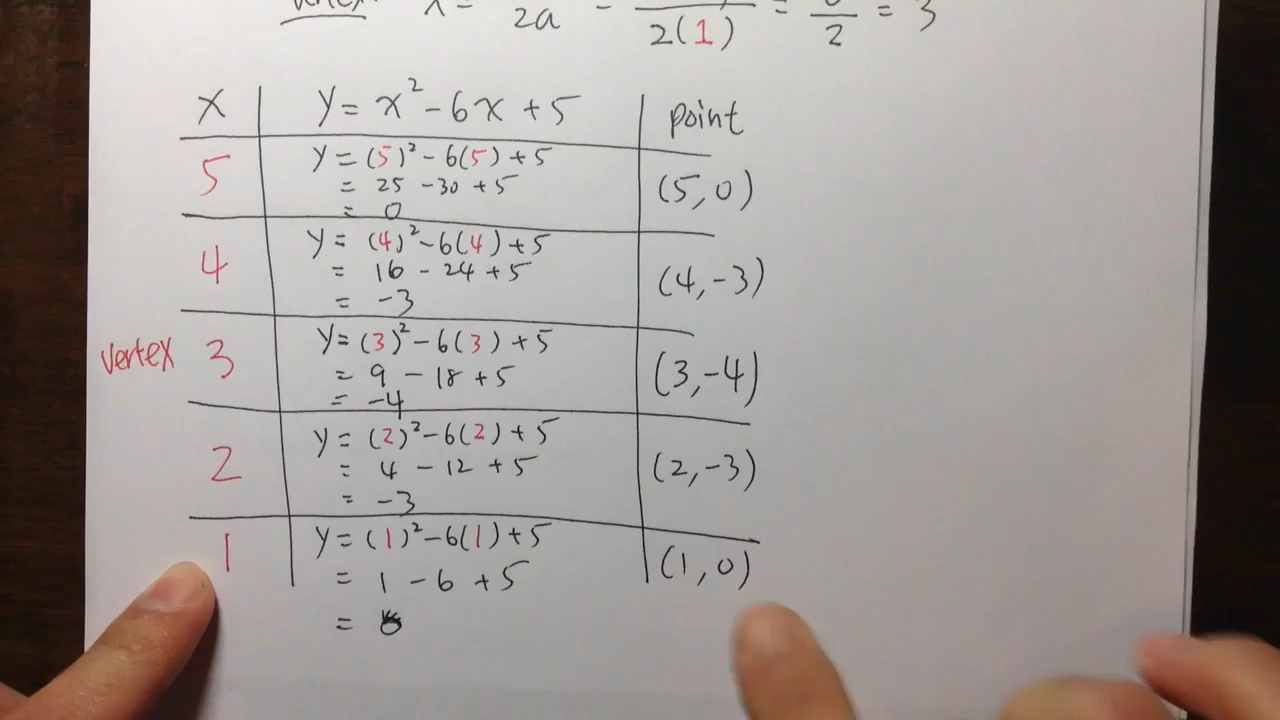 vertex x = 2a - 2(1) = 2 = 3
x y = x² - 6x + 5 point
5 y = (5)² - 6(5) + 5 (5, 0)
= 25 - 30 + 5
= 0
4 y = (4)² - 6(4) + 5 (4, -3)
= 16 - 24 + 5
= -3
vertex 3 y = (3)² - 6(3) + 5 (3, -4)
= 9 - 18 + 5
= -4
2 y = (2)² - 6(2) + 5 (2, -3)
= 4 - 12 + 5
= -3
1 y = (1)² - 6(1) + 5 (1, 0)
= 1 - 6 + 5
=